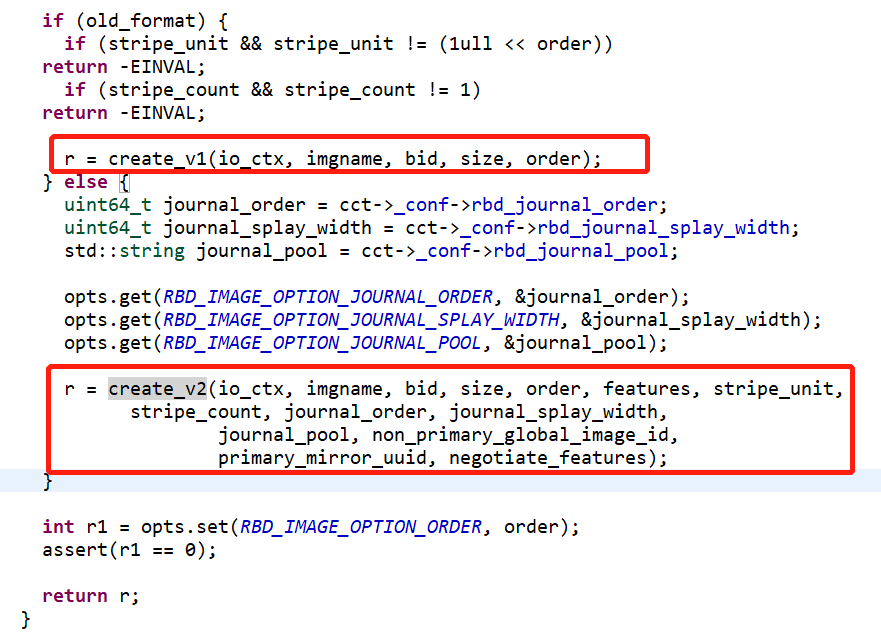 if (old_format) {
if (stripe_unit && stripe_unit != (1ull << order))
return -EINVAL;
if (stripe_count && stripe_count != 1)
return -EINVAL;
r = create_v1(io_ctx, imgname, bid, size, order);
} else {
uint64_t journal_order = cct->_conf->rbd_journal_order;
uint64_t journal_splay_width = cct->_conf->rbd_journal_splay_width;
std::string journal_pool = cct->_conf->rbd_journal_pool;
opts.get(RBD_IMAGE_OPTION_JOURNAL_ORDER, &journal_order);
opts.get(RBD_IMAGE_OPTION_JOURNAL_SPLAY_WIDTH, &journal_splay_width);
opts.get(RBD_IMAGE_OPTION_JOURNAL_POOL, &journal_pool);
r = create_v2(io_ctx, imgname, bid, size, order, features, stripe_unit,
stripe_count, journal_order, journal_splay_width,
journal_pool, non_primary_global_image_id,
primary_mirror_uuid, negotiate_features);
}
int r1 = opts.set(RBD_IMAGE_OPTION_ORDER, order);
assert(r1 == 0);
return r;
}